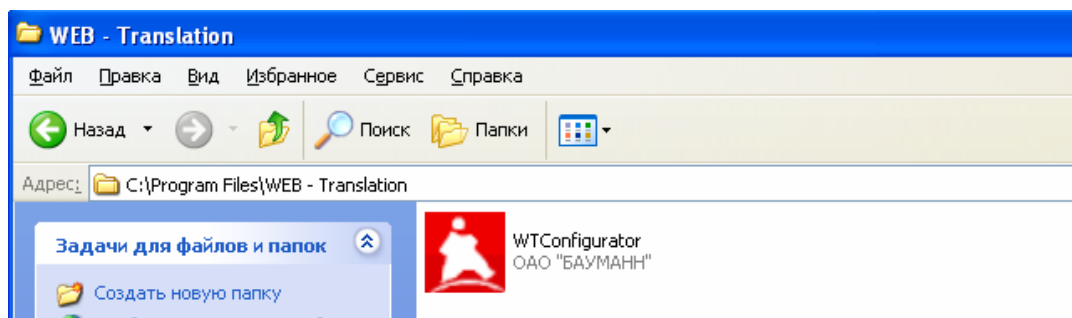 WEB - Translation
Файл Правка Вид Избранное Сервис Справка
Назад Поиск Папки
Адрес: C:\Program Files\WEB - Translation
Задачи для файлов и папок
Создать новую папку
WTConfigurator
ОАО "БАУМАНН"